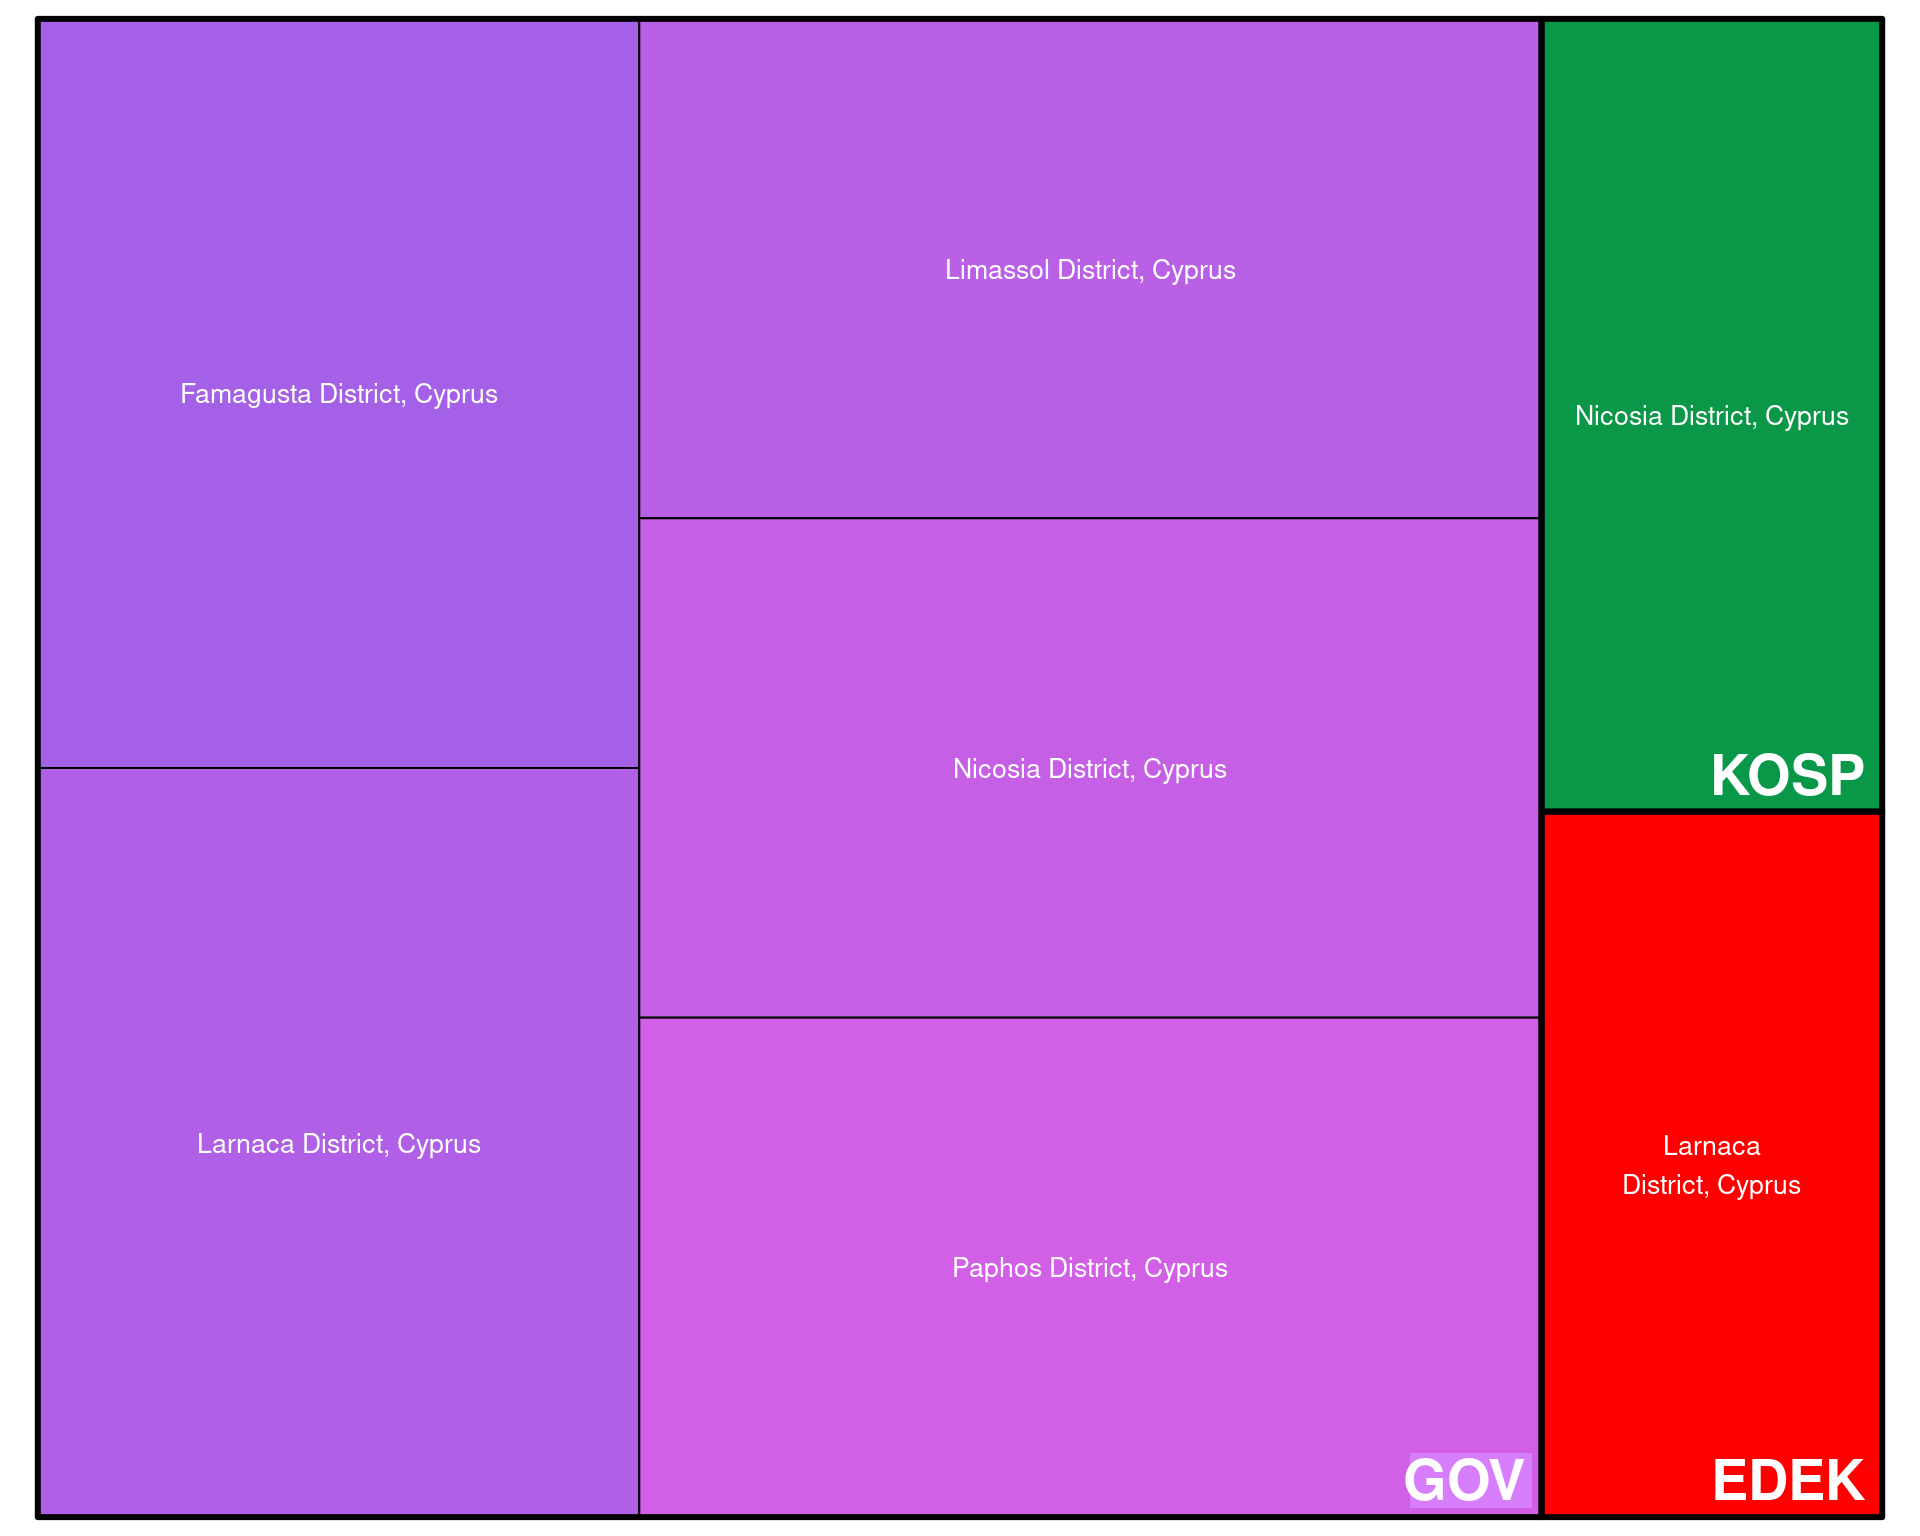 Famagusta District, Cyprus
Larnaca District, Cyprus
Limassol District, Cyprus
Nicosia District, Cyprus
Paphos District, Cyprus
GOV
Nicosia District, Cyprus
KOSP
Larnaca
District, Cyprus
EDEK